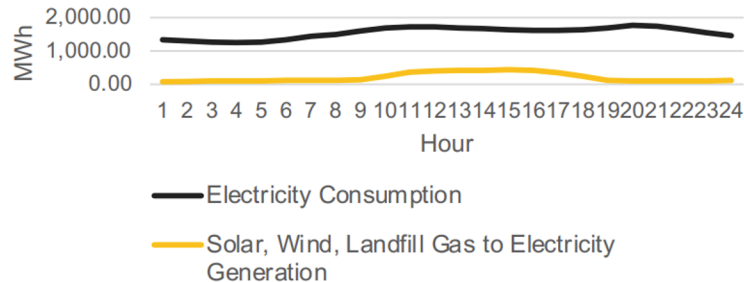 2,000.00
1,000.00
0.00
MWh
1 2 3 4 5 6 7 8 9 101112131415161718192021222324
Hour
Electricity Consumption
Solar, Wind, Landfill Gas to Electricity
Generation